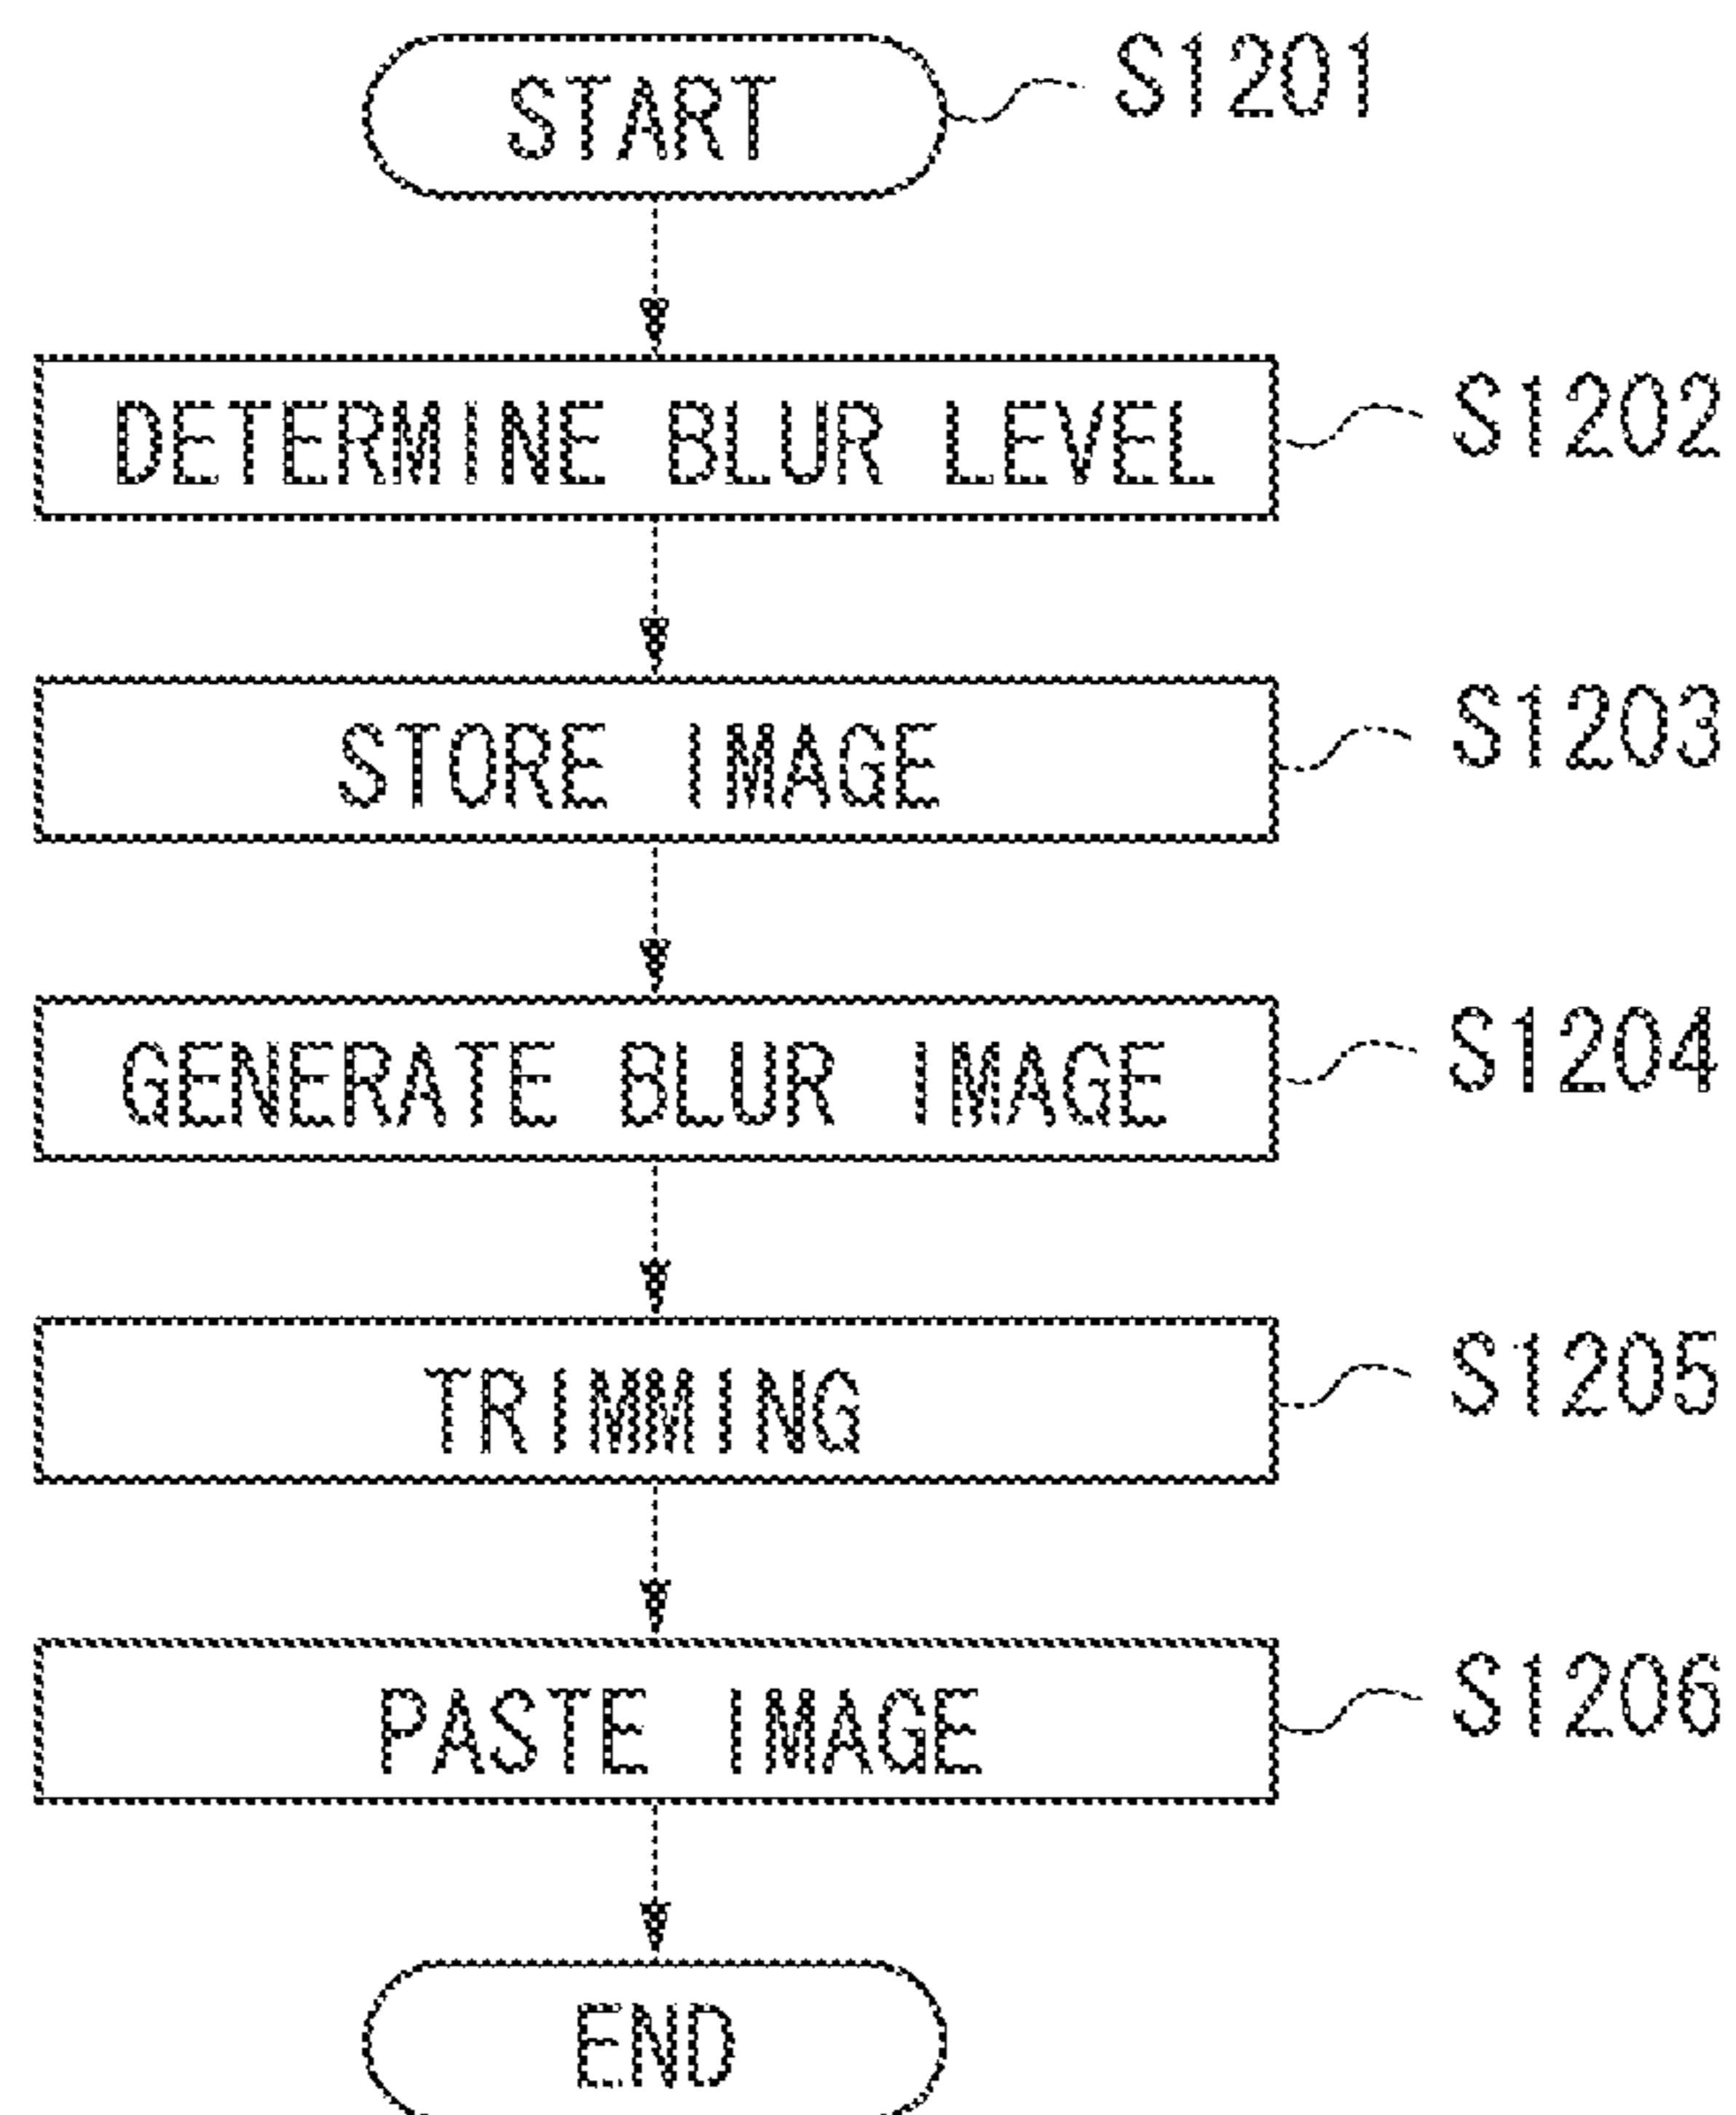 START S1201
DETERMINE BLUR LEVEL S1202
STORE IMAGE S1203
GENERATE BLUR IMAGE S1204
TRIMMING S1205
PASTE IMAGE S1206
END